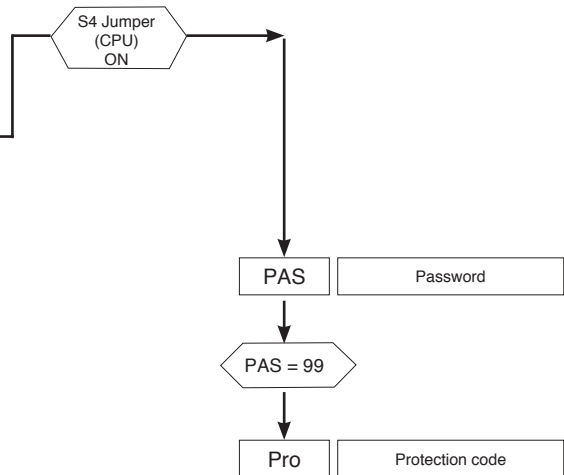 S4 Jumper
(CPU)
ON
PAS
Password
PAS = 99
Pro
Protection code